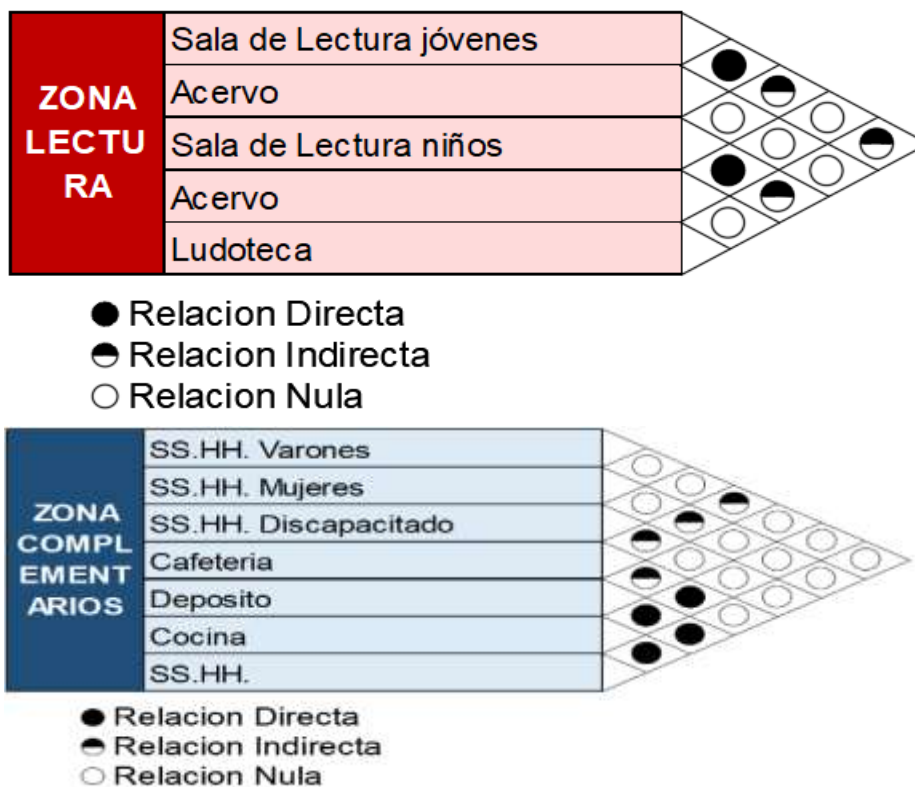 ZONA
LECTU
RA
Sala de Lectura jóvenes
Acervo
Sala de Lectura niños
Acervo
Ludoteca
Relacion Directa
Relacion Indirecta
Relacion Nula
ZONA
COMPL
EMENT
ARIOS
SS.HH. Varones
SS.HH. Mujeres
SS.HH. Discapacitado
Cafeteria
Deposito
Cocina
SS.HH.
Relacion Directa
Relacion Indirecta
Relacion Nula